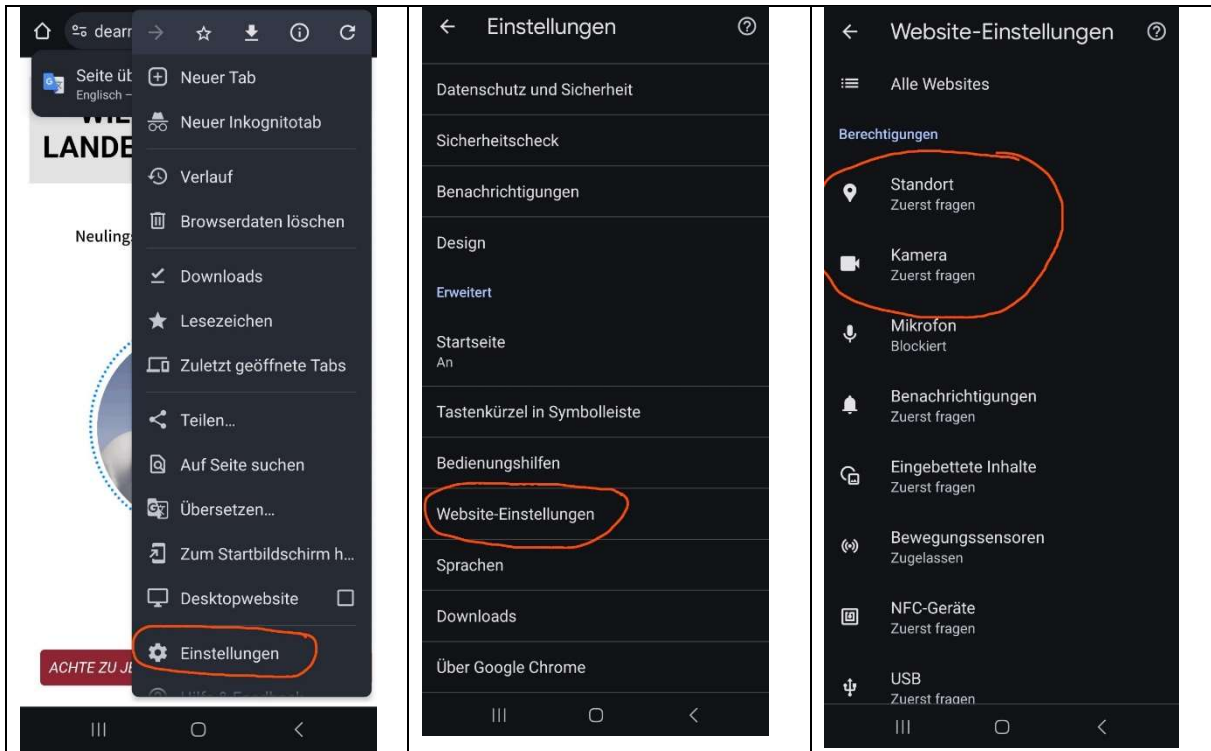 dearr
Seite üb
Englisch –
LANDE
Neuling
ACHTE ZU JE
Neuer Tab
Neuer Inkognitotab
Verlauf
Browserdaten löschen
Downloads
Lesezeichen
Zuletzt geöffnete Tabs
Teilen...
Auf Seite suchen
Übersetzen...
Zum Startbildschirm h...
Desktopwebsite
Einstellungen
Einstellungen
Datenschutz und Sicherheit
Sicherheitscheck
Benachrichtigungen
Design
Erweitert
Startseite
An
Tastenkürzel in Symbolleiste
Bedienungshilfen
Website-Einstellungen
Sprachen
Downloads
Über Google Chrome
Website-Einstellungen
Alle Websites
Berechtigungen
Standort
Zuerst fragen
Kamera
Zuerst fragen
Mikrofon
Blockiert
Benachrichtigungen
Zuerst fragen
Eingebettete Inhalte
Zuerst fragen
Bewegungssensoren
Zugelassen
NFC-Geräte
Zuerst fragen
USB
Zuerst fragen